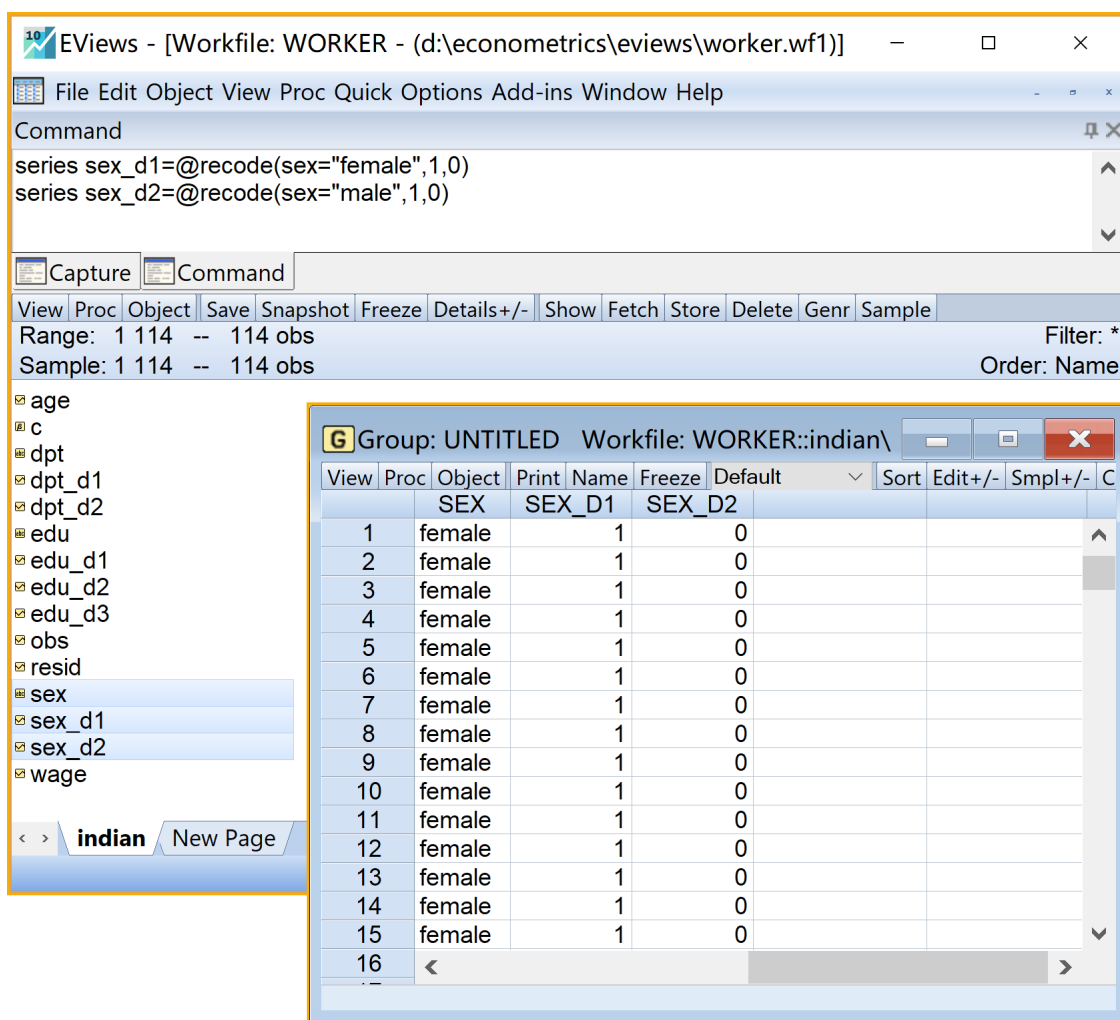 10 EViews - [Workfile: WORKER - (d:\econometrics\eviews\worker.wf1)]
File Edit Object View Proc Quick Options Add-ins Window Help
Command
series sex_d1=@recode(sex="female",1,0)
series sex_d2=@recode(sex="male",1,0)
Capture Command
View Proc Object Save Snapshot Freeze Details+/- Show Fetch Store Delete Genr Sample
Range: 1 114 -- 114 obs Filter: *
Sample: 1 114 -- 114 obs Order: Name
age
c
dpt
dpt_d1
dpt_d2
edu
edu_d1
edu_d2
edu_d3
obs
resid
sex
sex_d1
sex_d2
wage
indian New Page
G Group: UNTITLED Workfile: WORKER::indian\
View Proc Object Print Name Freeze Default Sort Edit+/- Smpl+/- C
SEX SEX_D1 SEX_D2
1 female 1 0
2 female 1 0
3 female 1 0
4 female 1 0
5 female 1 0
6 female 1 0
7 female 1 0
8 female 1 0
9 female 1 0
10 female 1 0
11 female 1 0
12 female 1 0
13 female 1 0
14 female 1 0
15 female 1 0
16